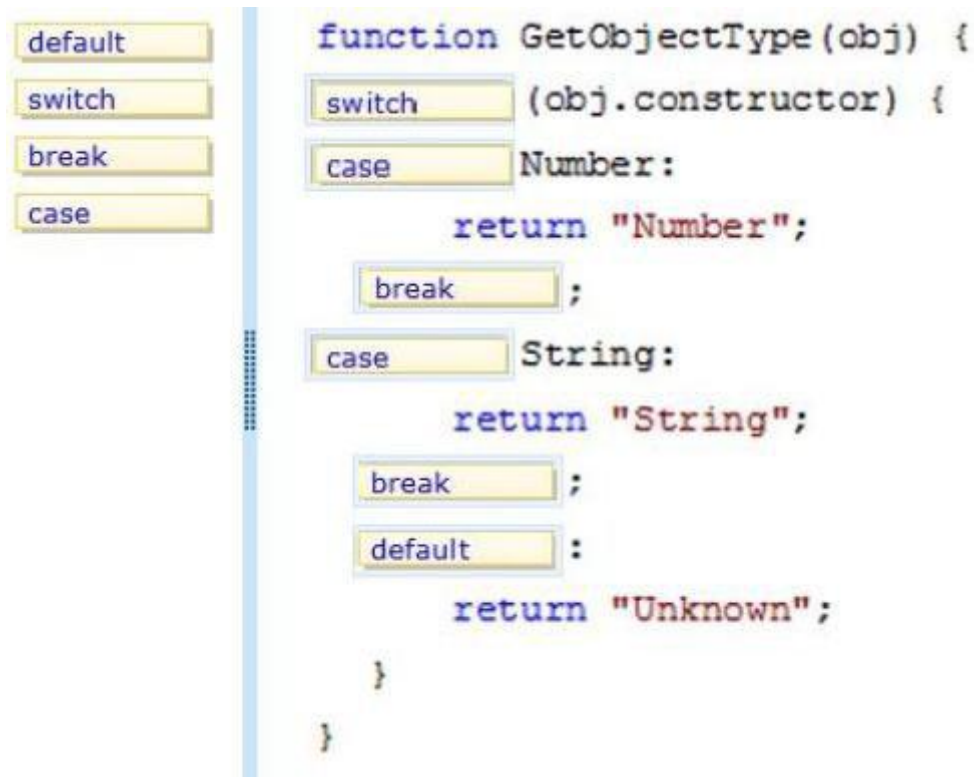 default
switch
break
case
function GetObjectType(obj) {
switch (obj.constructor) {
case Number:
return "Number";
break ;
case String:
return "String";
break ;
default :
return "Unknown";
}
}